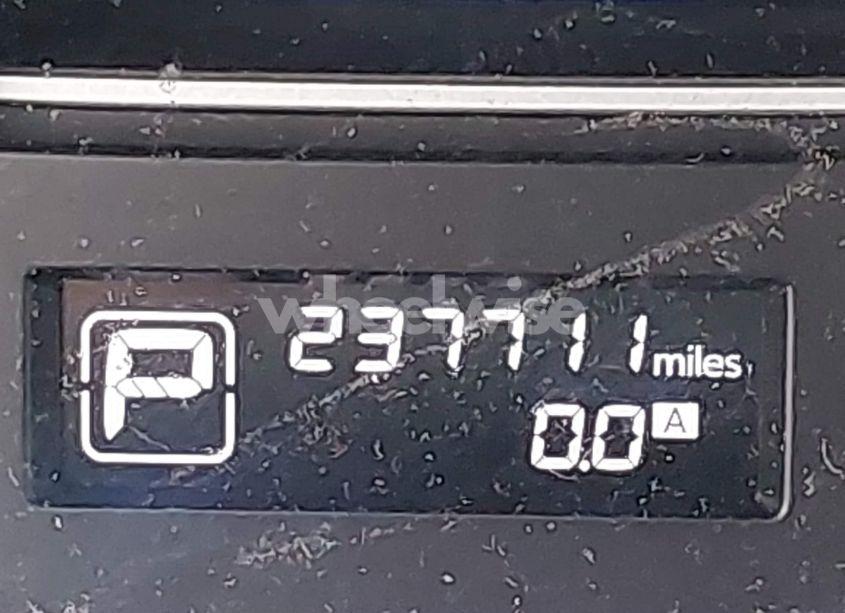 wheelwise
P
237711 miles
0.0 A